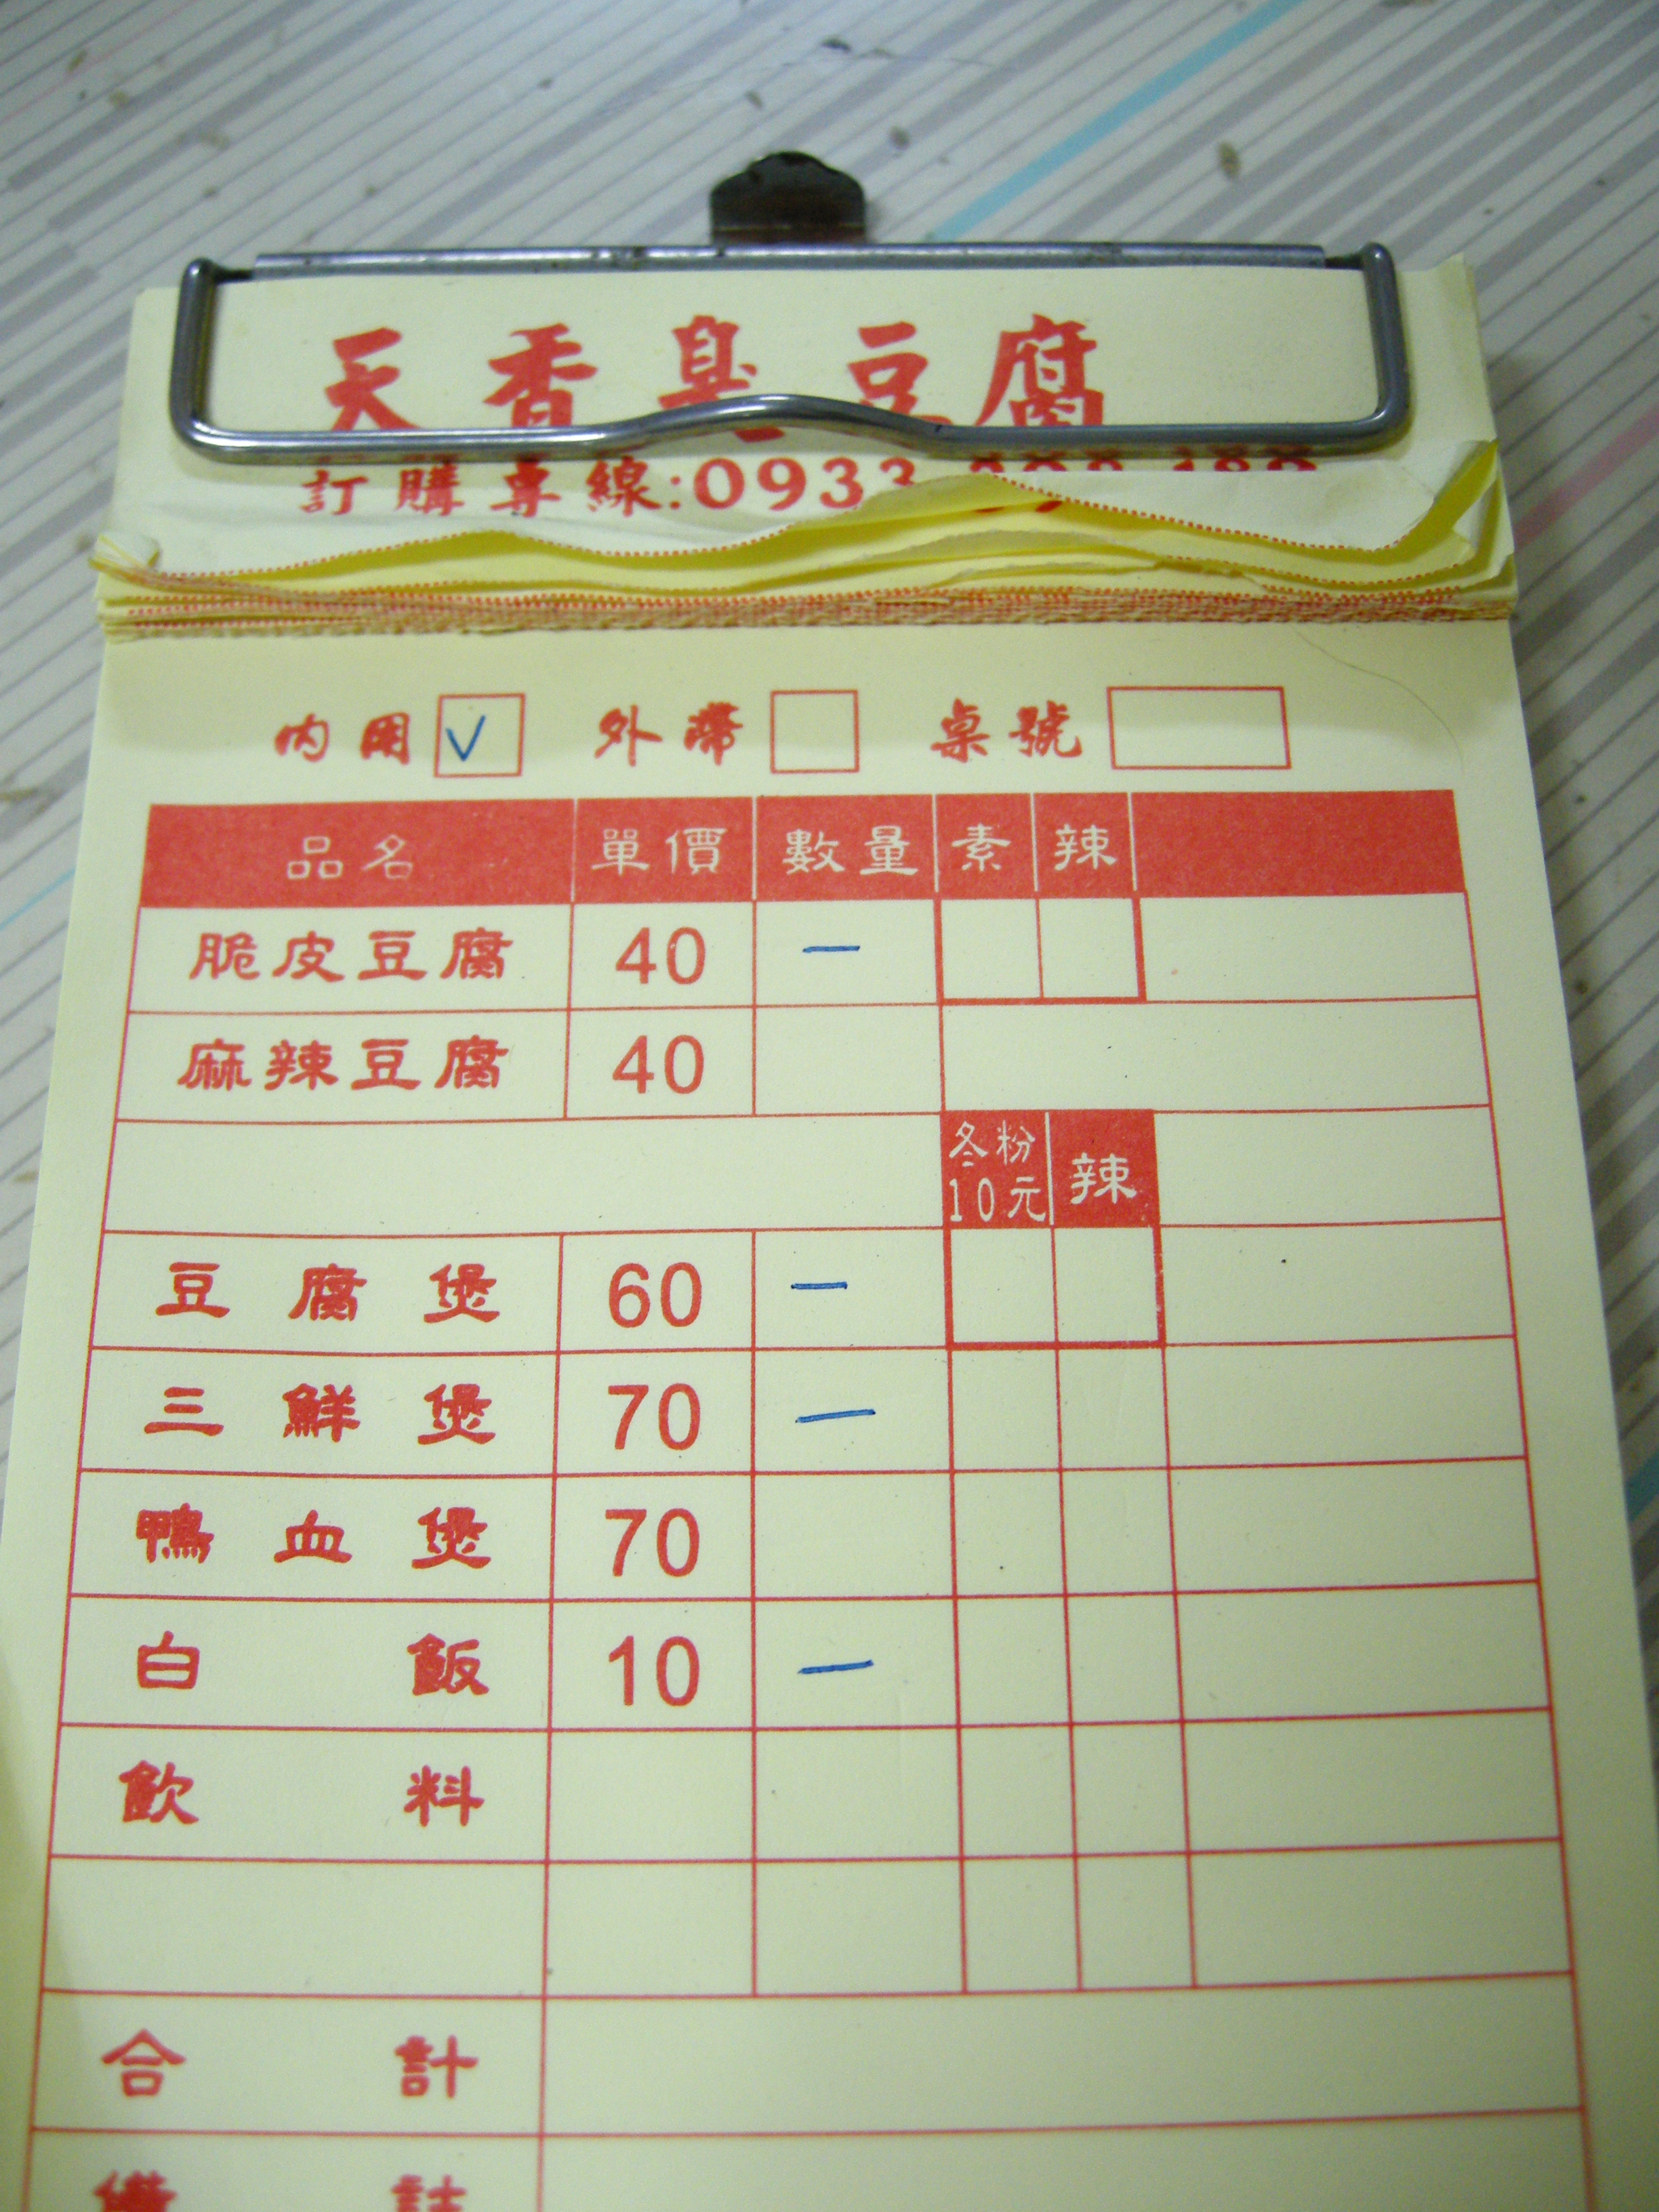 天香臭豆腐
訂購專線:0933
內用 V 外帶 桌號
品名 單價 數量 素 辣
脆皮豆腐 40 一
麻辣豆腐 40
冬粉 10元 辣
豆腐煲 60 一
三鮮煲 70 一
鴨血煲 70
白飯 10 一
飲料
合計